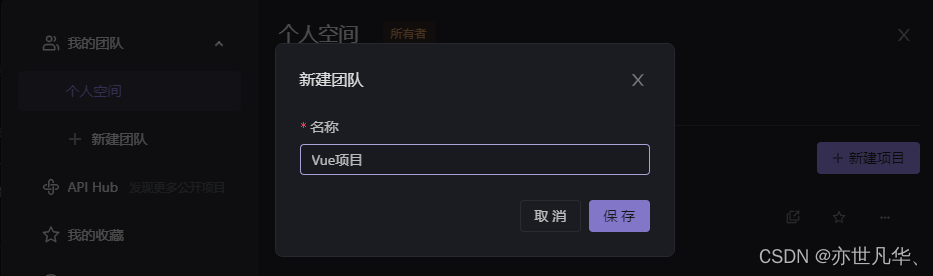 我的团队
个人空间
新建团队
API Hub 发现更多公开项目
我的收藏
个人空间 所有者
新建团队
* 名称
Vue项目
取消 保存
+ 新建项目
CSDN @亦世凡华、